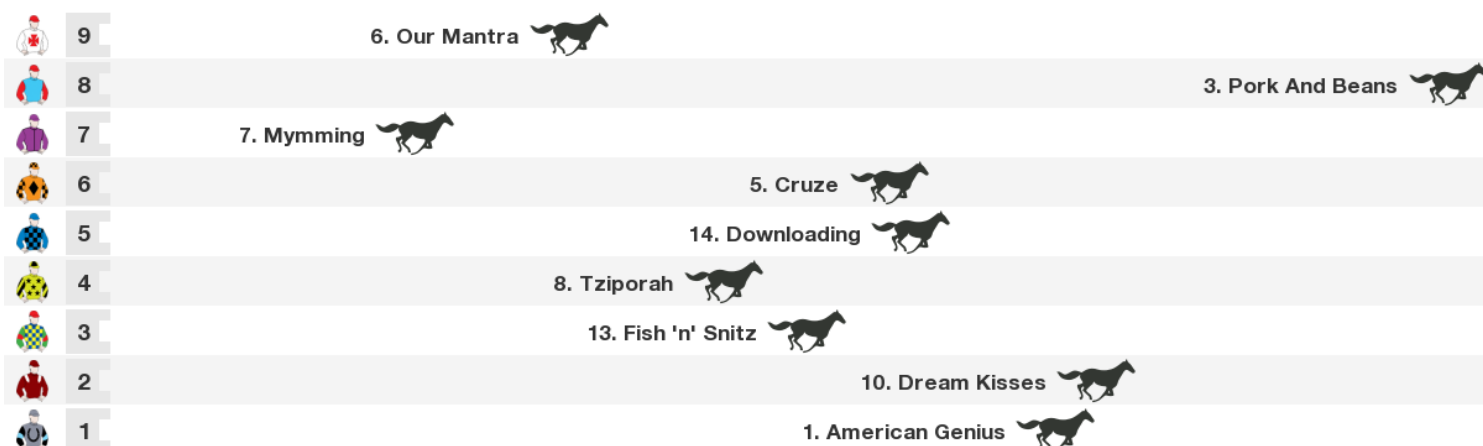 9 6. Our Mantra
8 3. Pork And Beans
7 7. Mymming
6 5. Cruze
5 14. Downloading
4 8. Tziporah
3 13. Fish 'n' Snitz
2 10. Dream Kisses
1 1. American Genius